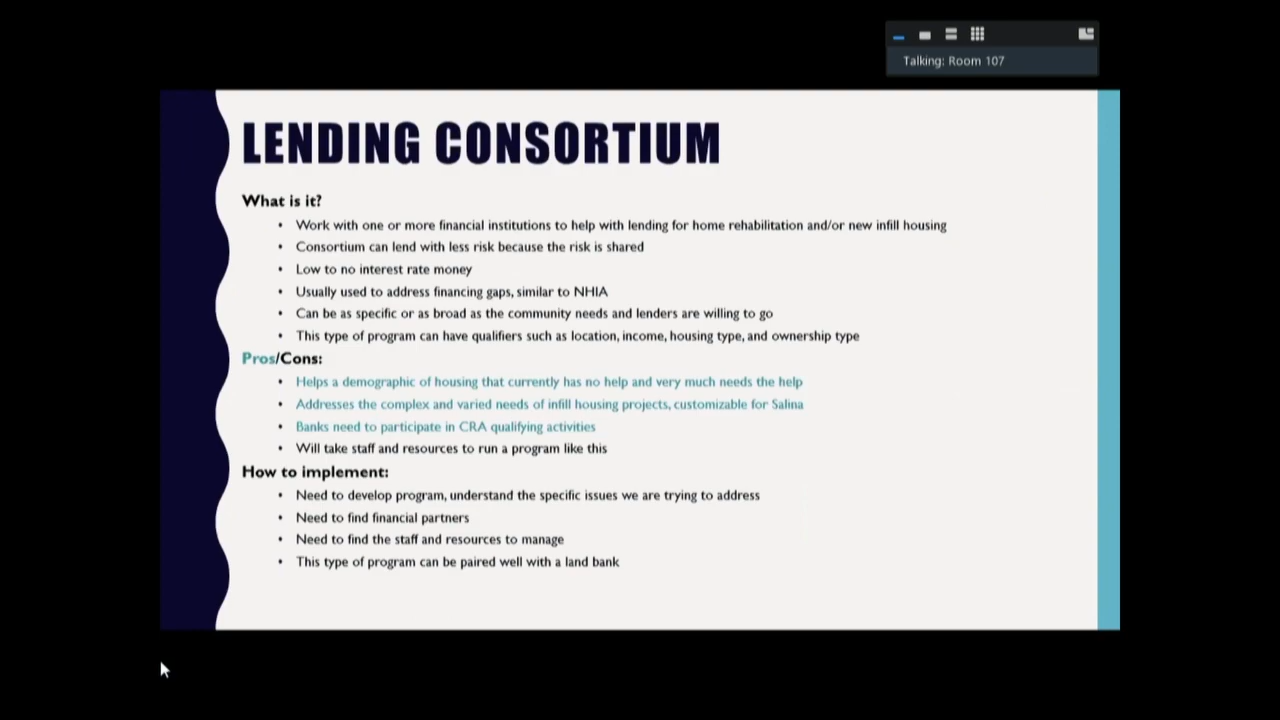 Talking: Room 107
LENDING CONSORTIUM
What is it?
• Work with one or more financial institutions to help with lending for home rehabilitation and/or new infill housing
• Consortium can lend with less risk because the risk is shared
• Low to no interest rate money
• Usually used to address financing gaps, similar to NHIA
• Can be as specific or as broad as the community needs and lenders are willing to go
• This type of program can have qualifiers such as location, income, housing type, and ownership type
Pros/Cons:
• Helps a demographic of housing that currently has no help and very much needs the help
• Addresses the complex and varied needs of infill housing projects, customizable for Salina
• Banks need to participate in CRA qualifying activities
• Will take staff and resources to run a program like this
How to implement:
• Need to develop program, understand the specific issues we are trying to address
• Need to find financial partners
• Need to find the staff and resources to manage
• This type of program can be paired well with a land bank